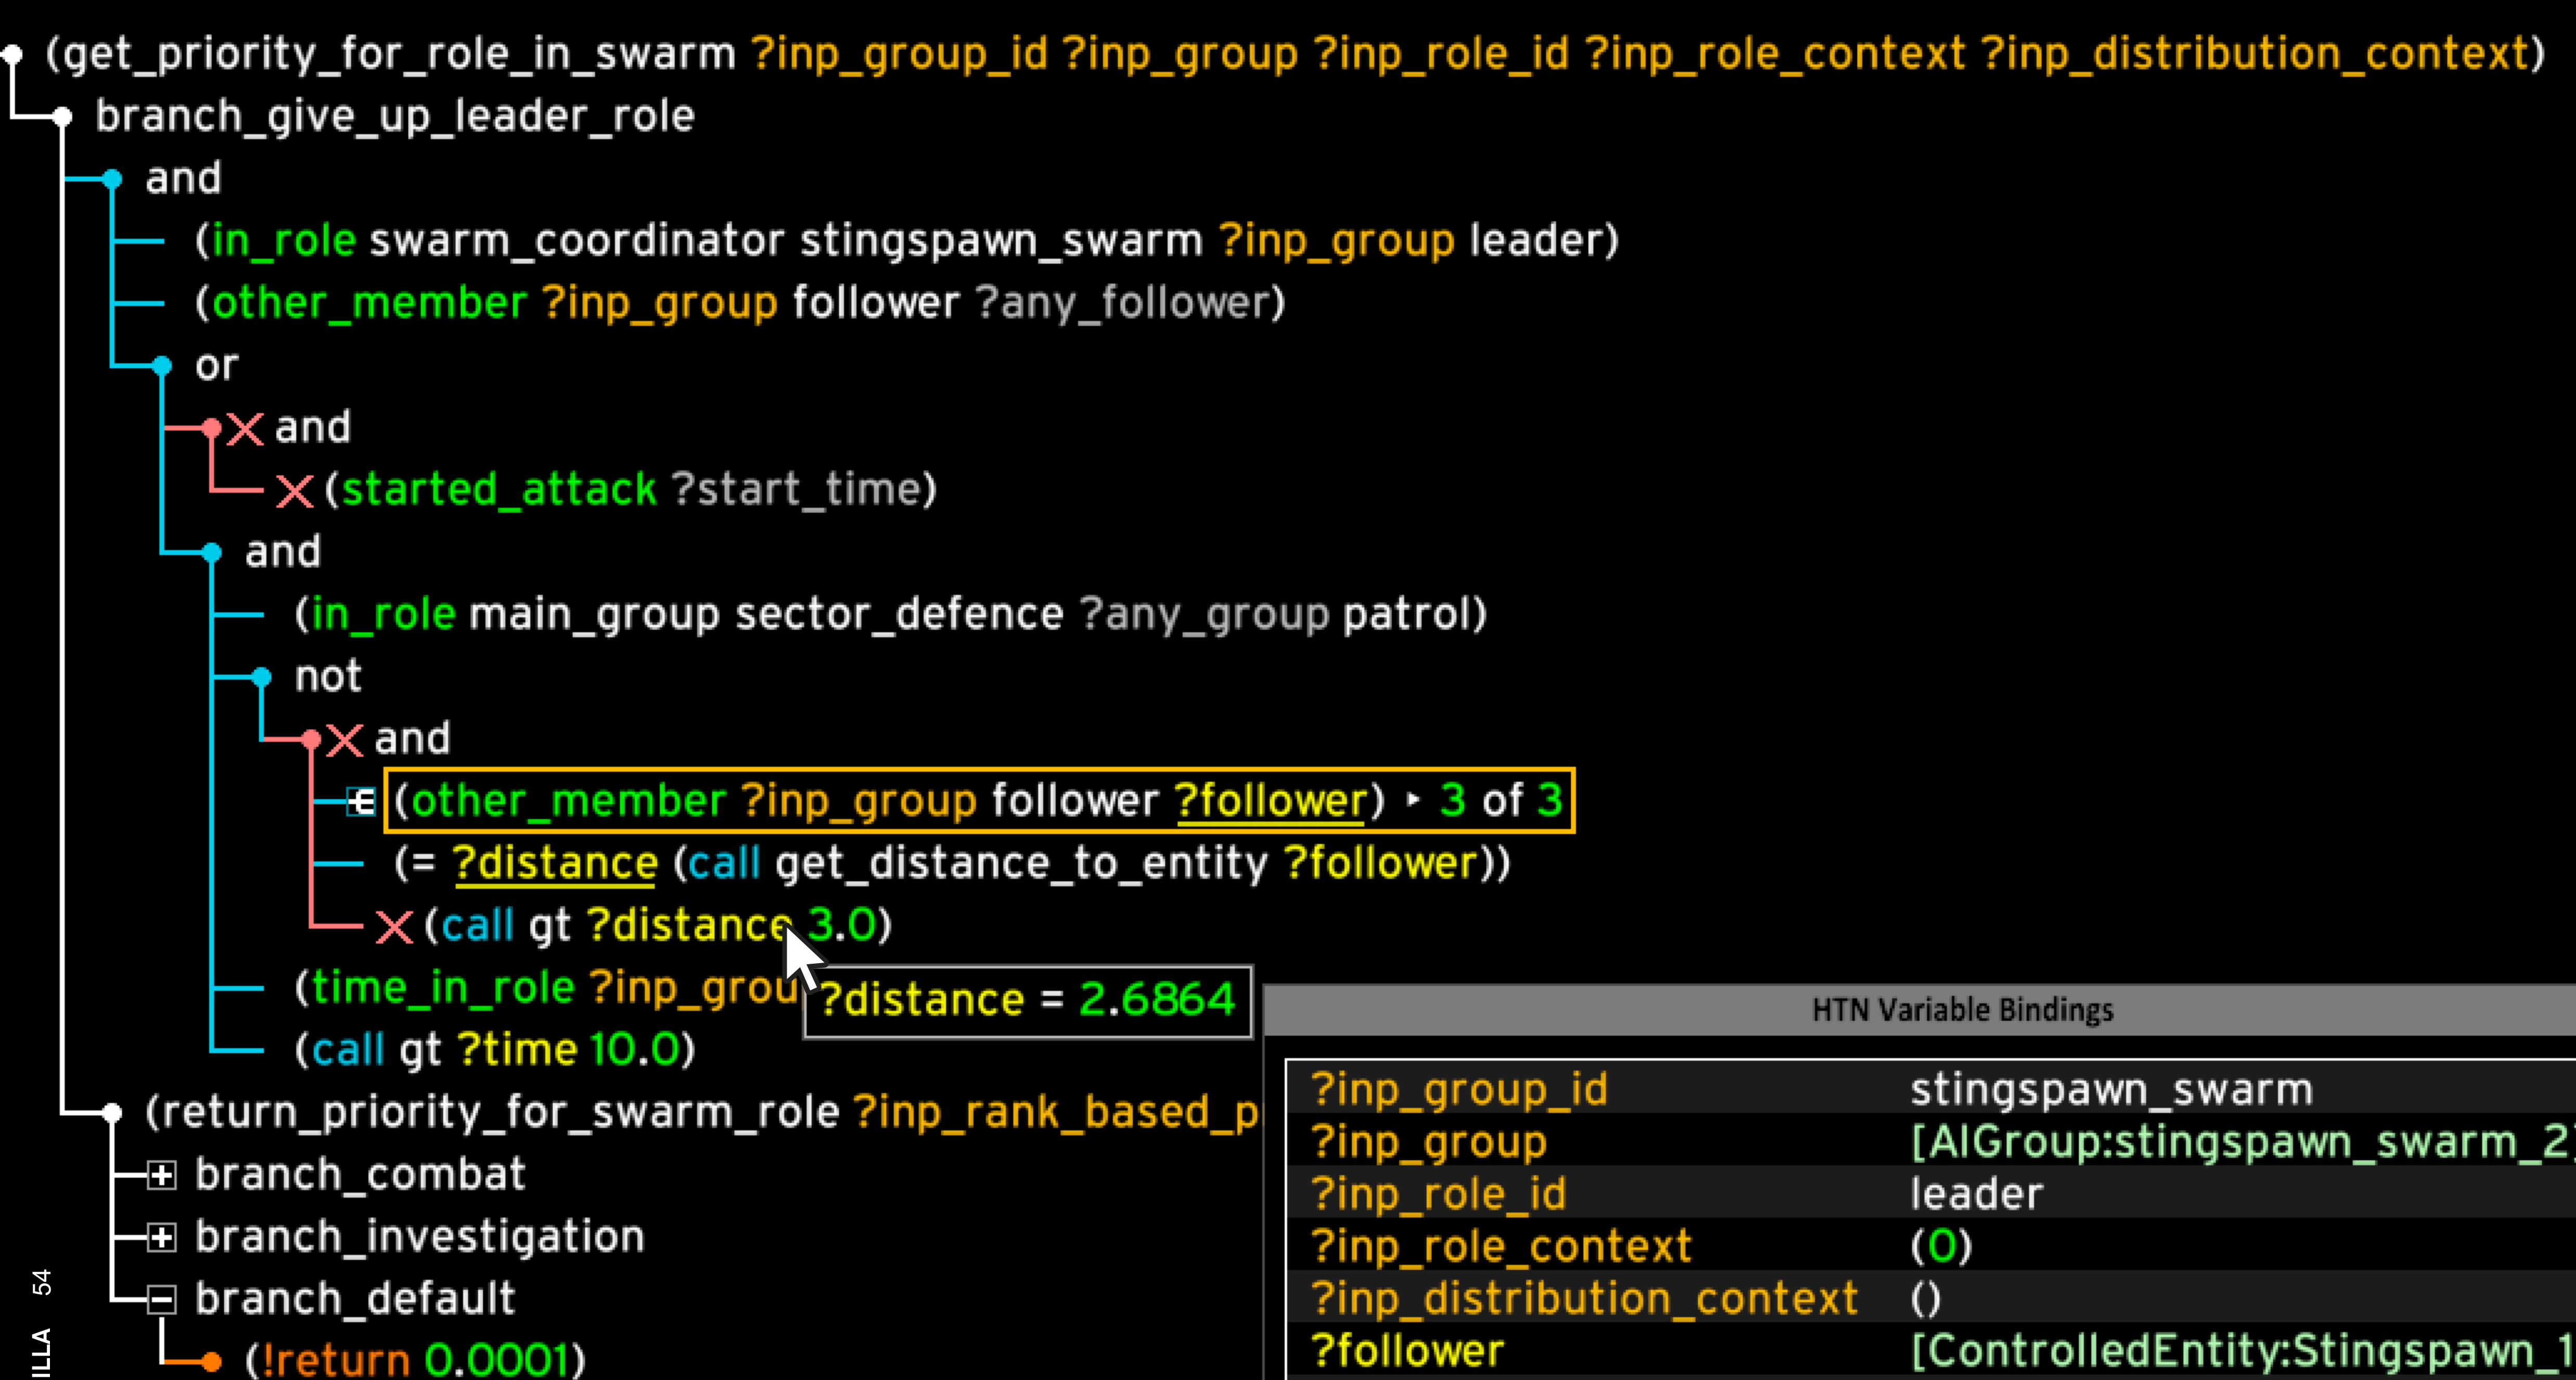 (get_priority_for_role_in_swarm ?inp_group_id ?inp_group ?inp_role_id ?inp_role_context ?inp_distribution_context)
branch_give_up_leader_role
and
(in_role swarm_coordinator stingspawn_swarm ?inp_group leader)
(other_member ?inp_group follower ?any_follower)
or
and
(started_attack ?start_time)
and
(in_role main_group sector_defence ?any_group patrol)
not
and
(other_member ?inp_group follower ?follower) ▸ 3 of 3
(= ?distance (call get_distance_to_entity ?follower))
(call gt ?distance 3.0)
(time_in_role ?inp_grou
?distance = 2.6864
(call gt ?time 10.0)
(return_priority_for_swarm_role ?inp_rank_based_p
branch_combat
branch_investigation
branch_default
(!return 0.0001)
HTN Variable Bindings
?inp_group_id stingspawn_swarm
?inp_group [AIGroup:stingspawn_swarm_2]
?inp_role_id leader
?inp_role_context (0)
?inp_distribution_context ()
?follower [ControlledEntity:Stingspawn_1
ILLA 54